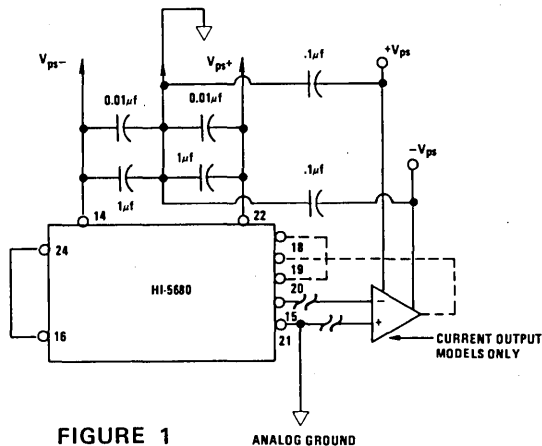 Vps–
Vps+
.1μf
+Vps
0.01μf
0.01μf
1μf
1μf
.1μf
–Vps
14
22
24
16
HI-5680
18
19
20
15
21
–
+
CURRENT OUTPUT
MODELS ONLY
FIGURE 1
ANALOG GROUND